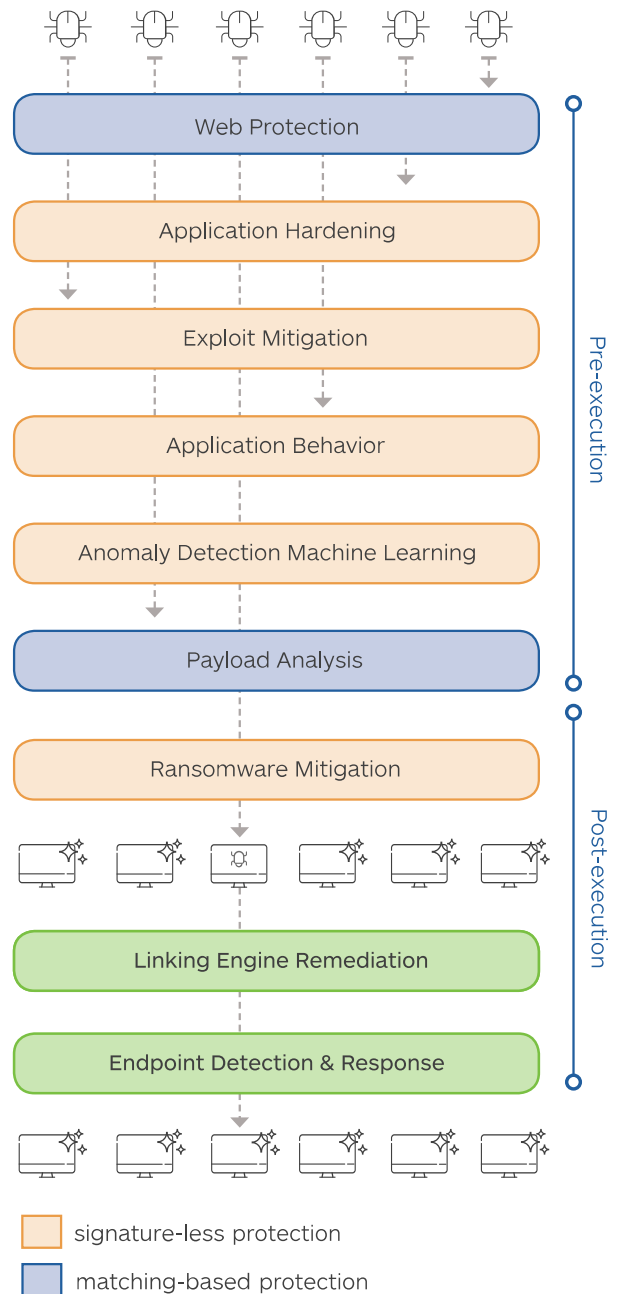 Web Protection
Application Hardening
Exploit Mitigation
Application Behavior
Anomaly Detection Machine Learning
Payload Analysis
Pre-execution
Ransomware Mitigation
Linking Engine Remediation
Endpoint Detection & Response
Post-execution
signature-less protection
matching-based protection